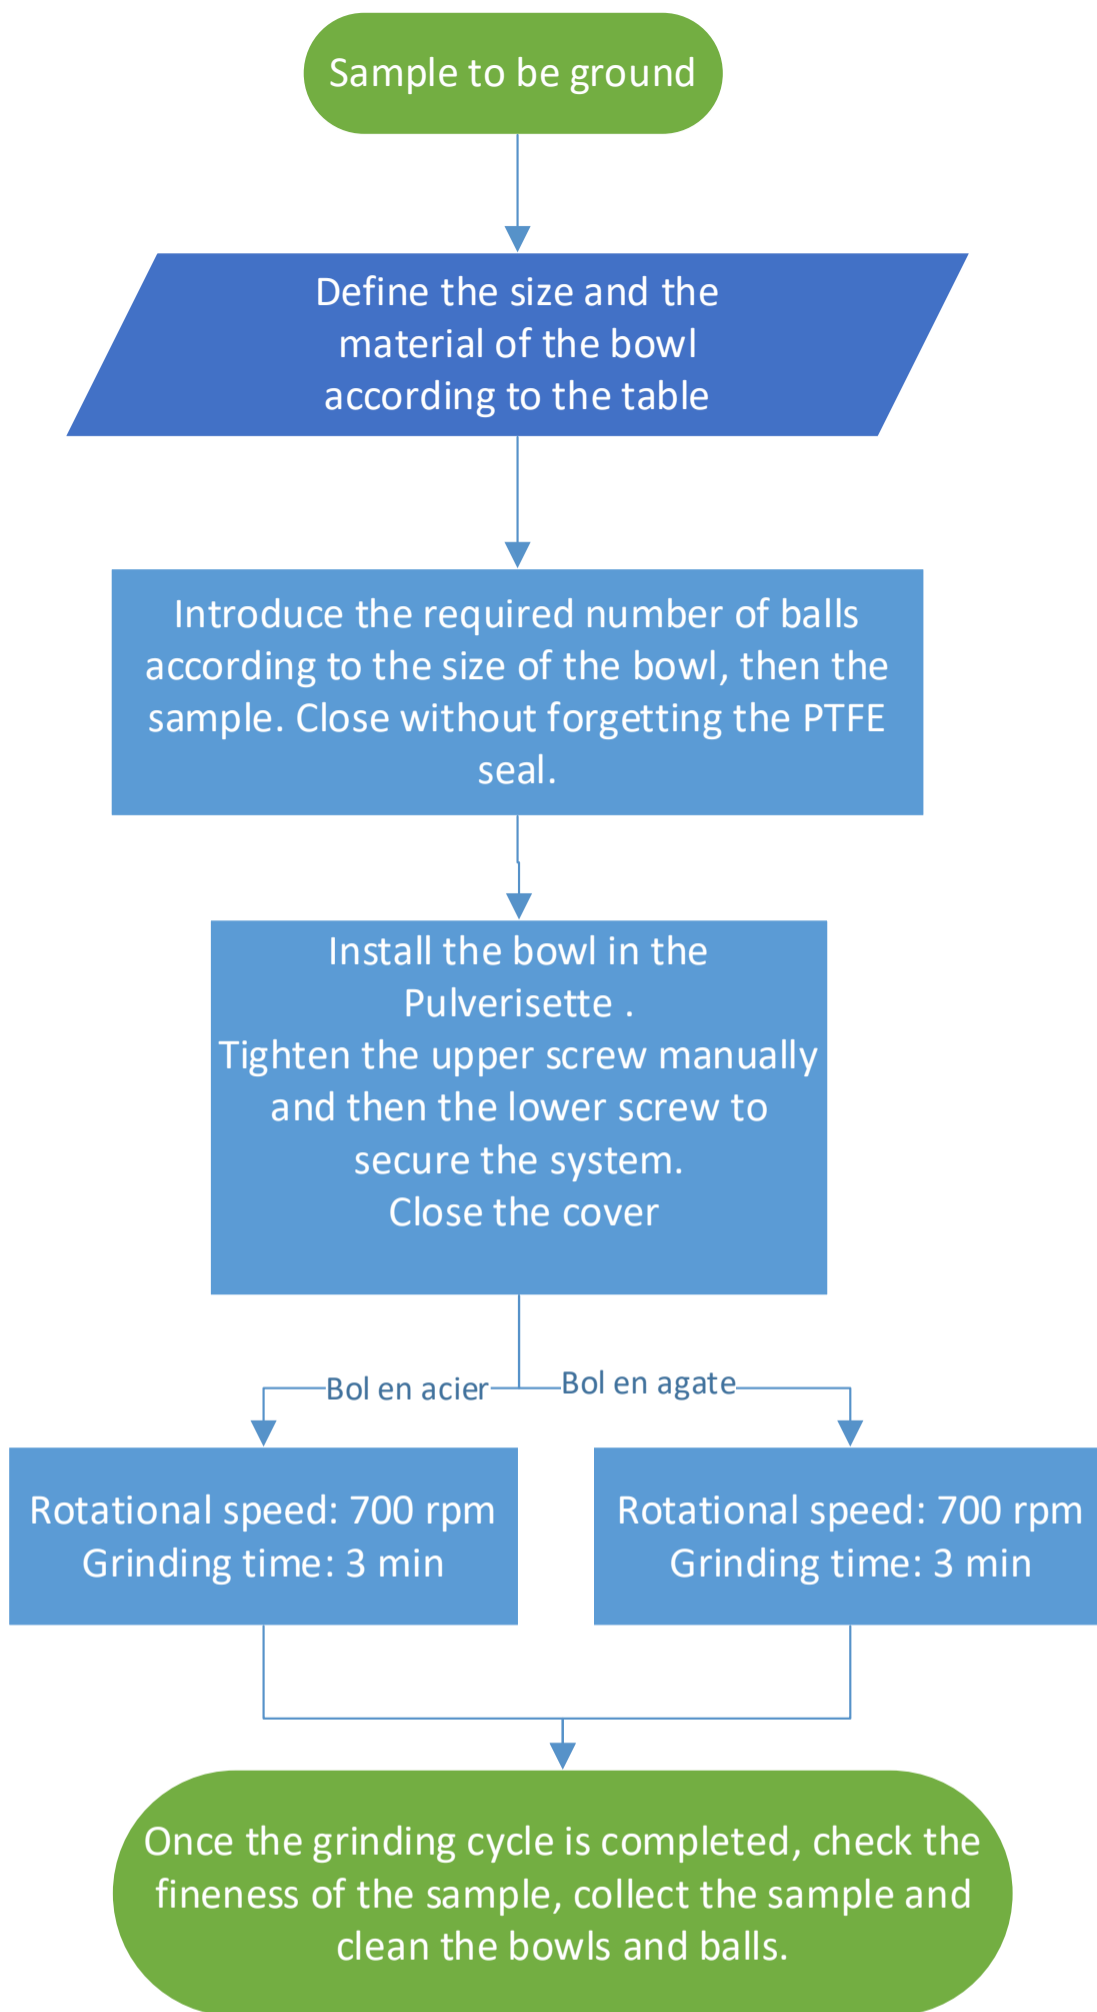 Sample to be ground
Define the size and the
material of the bowl
according to the table
Introduce the required number of balls
according to the size of the bowl, then the
sample. Close without forgetting the PTFE
seal.
Install the bowl in the
Pulverisette .
Tighten the upper screw manually
and then the lower screw to
secure the system.
Close the cover
Bol en acier
Bol en agate
Rotational speed: 700 rpm
Grinding time: 3 min
Rotational speed: 700 rpm
Grinding time: 3 min
Once the grinding cycle is completed, check the
fineness of the sample, collect the sample and
clean the bowls and balls.